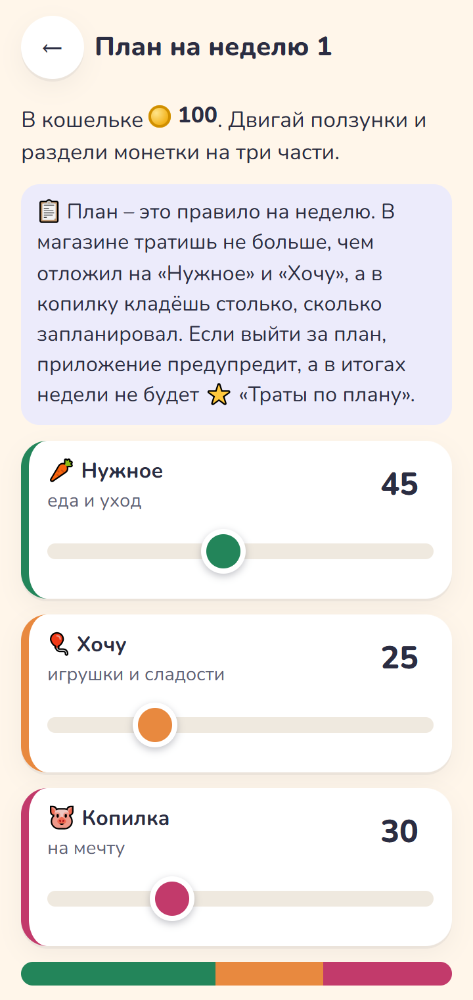 ← План на неделю 1
В кошельке 100. Двигай ползунки и
раздели монетки на три части.
План – это правило на неделю. В
магазине тратишь не больше, чем
отложил на «Нужное» и «Хочу», а в
копилку кладёшь столько, сколько
запланировал. Если выйти за план,
приложение предупредит, а в итогах
недели не будет ⭐ «Траты по плану».
Нужное
еда и уход
45
Хочу
игрушки и сладости
25
Копилка
на мечту
30